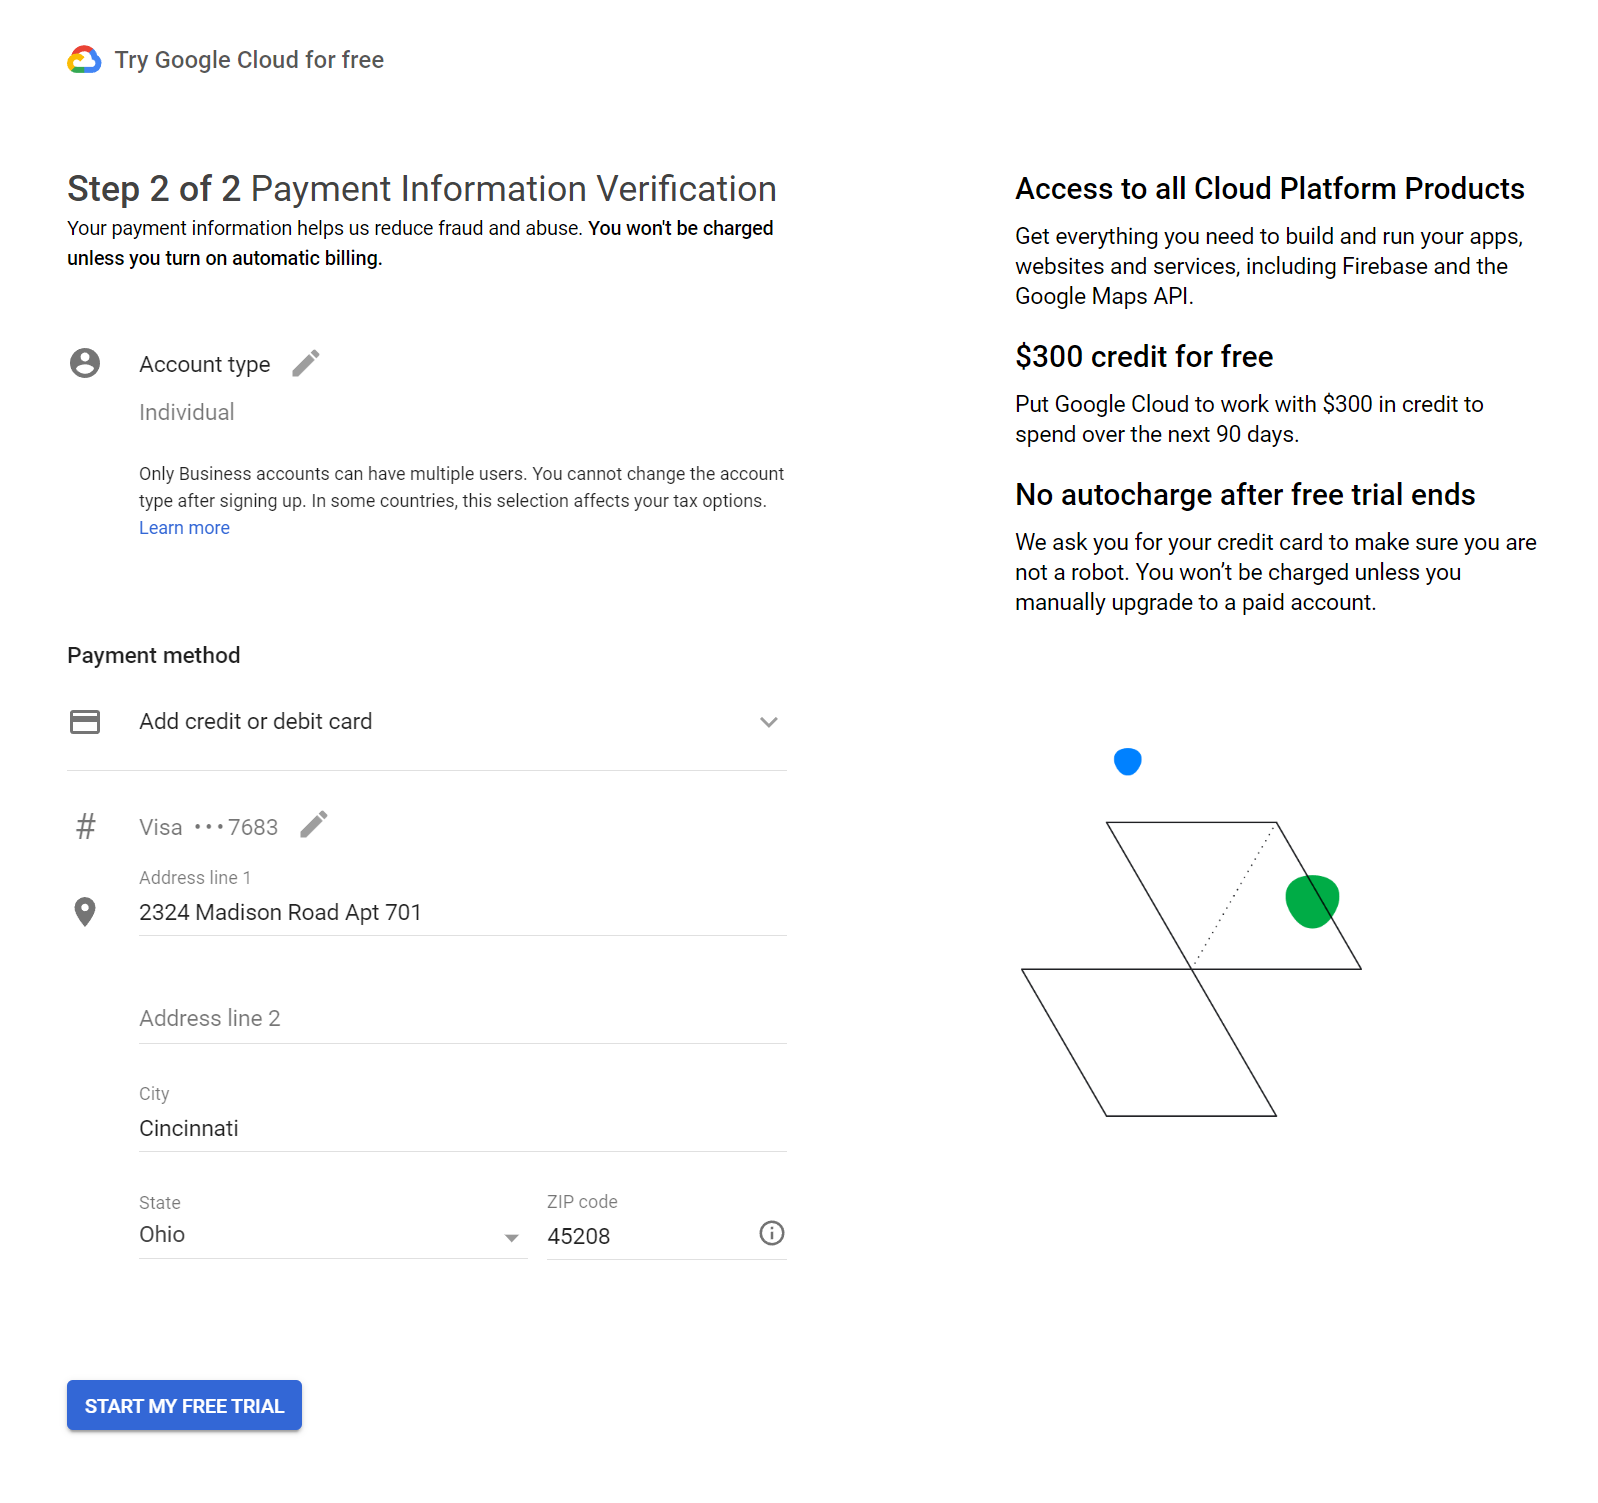 Try Google Cloud for free
Step 2 of 2 Payment Information Verification
Your payment information helps us reduce fraud and abuse. You won't be charged
unless you turn on automatic billing.
Account type
Individual
Only Business accounts can have multiple users. You cannot change the account
type after signing up. In some countries, this selection affects your tax options.
Learn more
Payment method
Add credit or debit card
# Visa •••7683
Address line 1
2324 Madison Road Apt 701
Address line 2
City
Cincinnati
State
Ohio
ZIP code
45208
START MY FREE TRIAL
Access to all Cloud Platform Products
Get everything you need to build and run your apps,
websites and services, including Firebase and the
Google Maps API.
$300 credit for free
Put Google Cloud to work with $300 in credit to
spend over the next 90 days.
No autocharge after free trial ends
We ask you for your credit card to make sure you are
not a robot. You won’t be charged unless you
manually upgrade to a paid account.